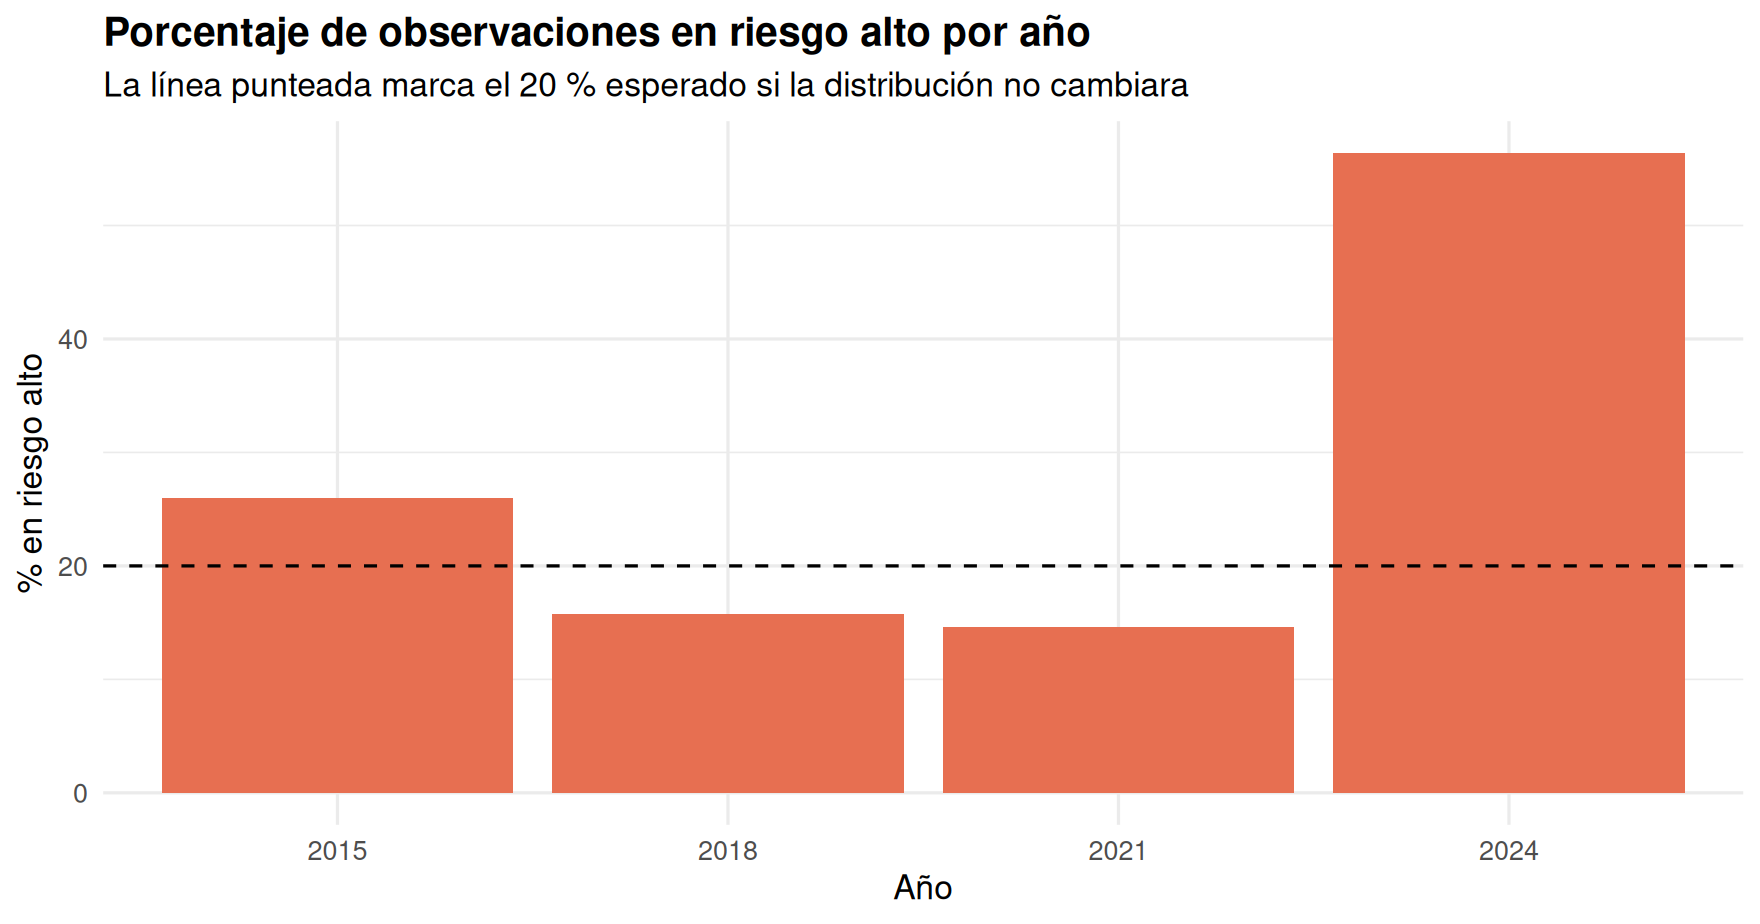 Porcentaje de observaciones en riesgo alto por año
La línea punteada marca el 20 % esperado si la distribución no cambiara
% en riesgo alto
40
20
0
2015 2018 2021 2024
Año